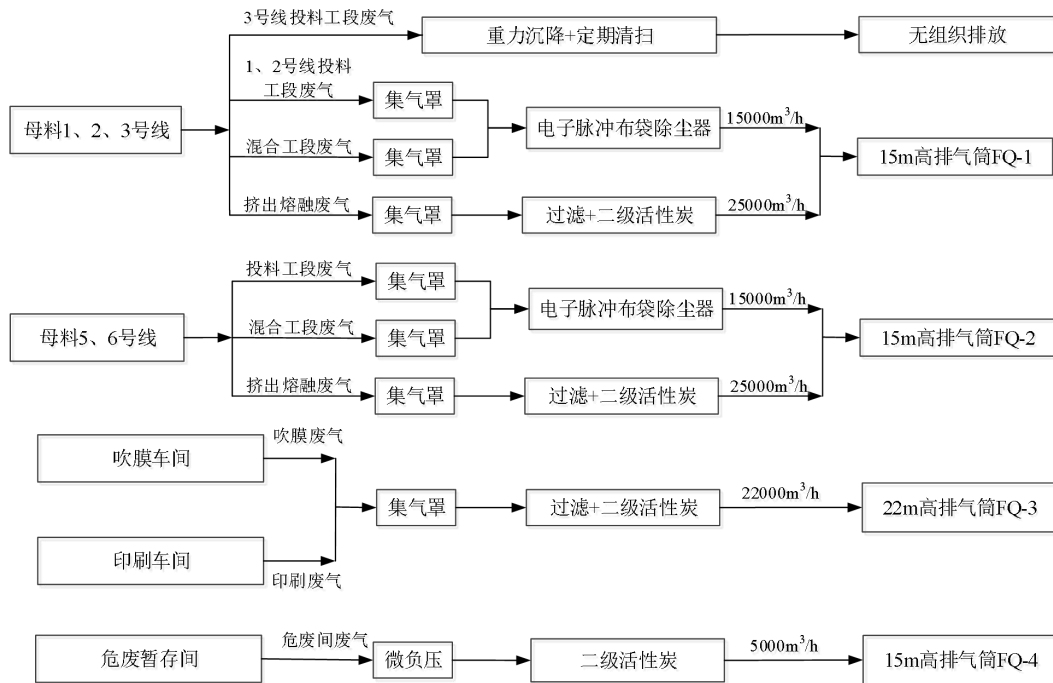 3号线投料工段废气
重力沉降+定期清扫
无组织排放
1、2号线投料
工段废气
集气罩
电子脉冲布袋除尘器
15000m³/h
母料1、2、3号线
混合工段废气
集气罩
15m高排气筒FQ-1
挤出熔融废气
集气罩
过滤+二级活性炭
25000m³/h
投料工段废气
集气罩
电子脉冲布袋除尘器
15000m³/h
母料5、6号线
混合工段废气
集气罩
15m高排气筒FQ-2
挤出熔融废气
集气罩
过滤+二级活性炭
25000m³/h
吹膜车间
吹膜废气
集气罩
过滤+二级活性炭
22000m³/h
22m高排气筒FQ-3
印刷车间
印刷废气
危废暂存间
危废间废气
微负压
二级活性炭
5000m³/h
15m高排气筒FQ-4